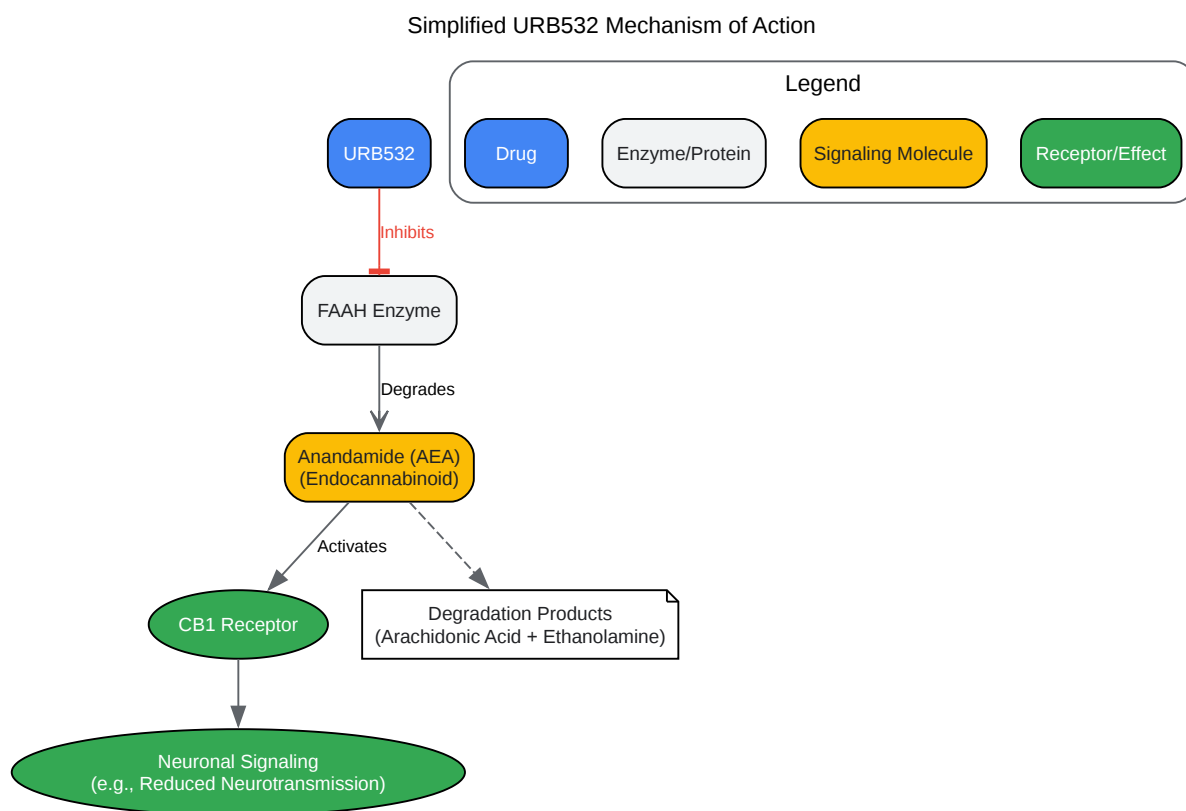 Simplified URB532 Mechanism of Action
Legend
URB532
Drug
Enzyme/Protein
Signaling Molecule
Receptor/Effect
Inhibits
FAAH Enzyme
Degrades
Anandamide (AEA)
(Endocannabinoid)
Activates
CB1 Receptor
Degradation Products
(Arachidonic Acid + Ethanolamine)
Neuronal Signaling
(e.g., Reduced Neurotransmission)